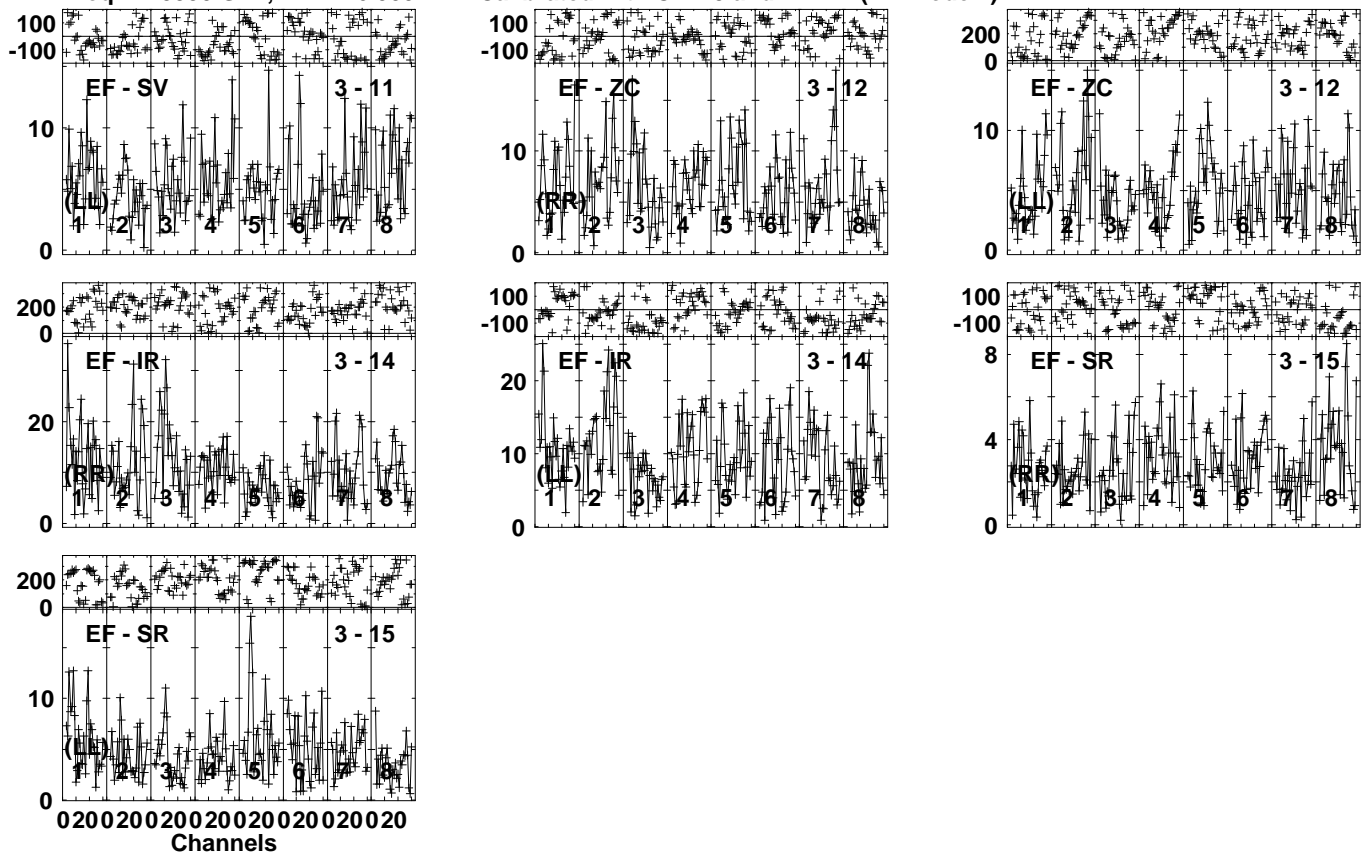 100
-100
EF - SV 3 - 11
10
(LL)
1 2 3 4 5 6 7 8
0
100
-100
EF - ZC 3 - 12
10
(RR)
1 2 3 4 5 6 7 8
0
200
0
EF - ZC 3 - 12
10
(LL)
1 2 3 4 5 6 7 8
0
200
0
EF - IR 3 - 14
20
10
(RR)
1 2 3 4 5 6 7 8
0
100
-100
EF - IR 3 - 14
20
10
(LL)
1 2 3 4 5 6 7 8
0
100
-100
EF - SR 3 - 15
8
4
(RR)
1 2 3 4 5 6 7 8
0
200
0
EF - SR 3 - 15
10
(LL)
1 2 3 4 5 6 7 8
0
0 20 0 20 0 20 0 20 0 20 0 20 0 20 0 20
Channels